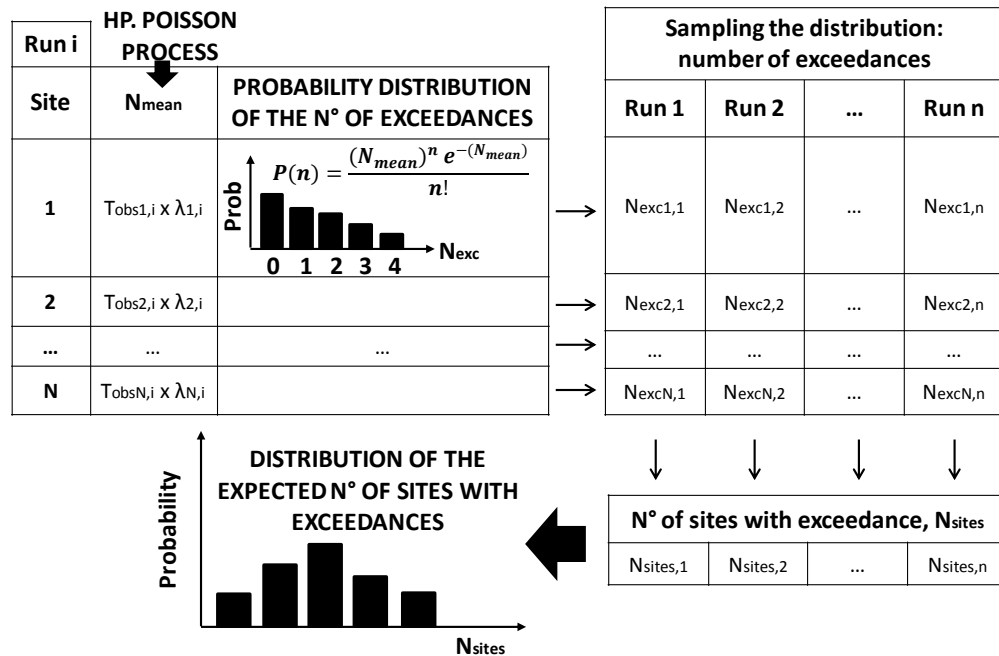 HP. POISSON
PROCESS
Run i
Site
Nmean
PROBABILITY DISTRIBUTION
OF THE N° OF EXCEEDANCES
1
Tobs1,i x λ1,i
Prob
P(n) = (Nmean)^n e^-(Nmean) / n!
Nexc
0 1 2 3 4
2
Tobs2,i x λ2,i
... ... ...
N
TobsN,i x λN,i
Sampling the distribution:
number of exceedances
Run 1 Run 2 ... Run n
Nexc1,1 Nexc1,2 ... Nexc1,n
Nexc2,1 Nexc2,2 ... Nexc2,n
... ... ... ...
NexcN,1 NexcN,2 ... NexcN,n
N° of sites with exceedance, Nsites
Nsites,1 Nsites,2 ... Nsites,n
DISTRIBUTION OF THE
EXPECTED N° OF SITES WITH
EXCEEDANCES
Probability
Nsites